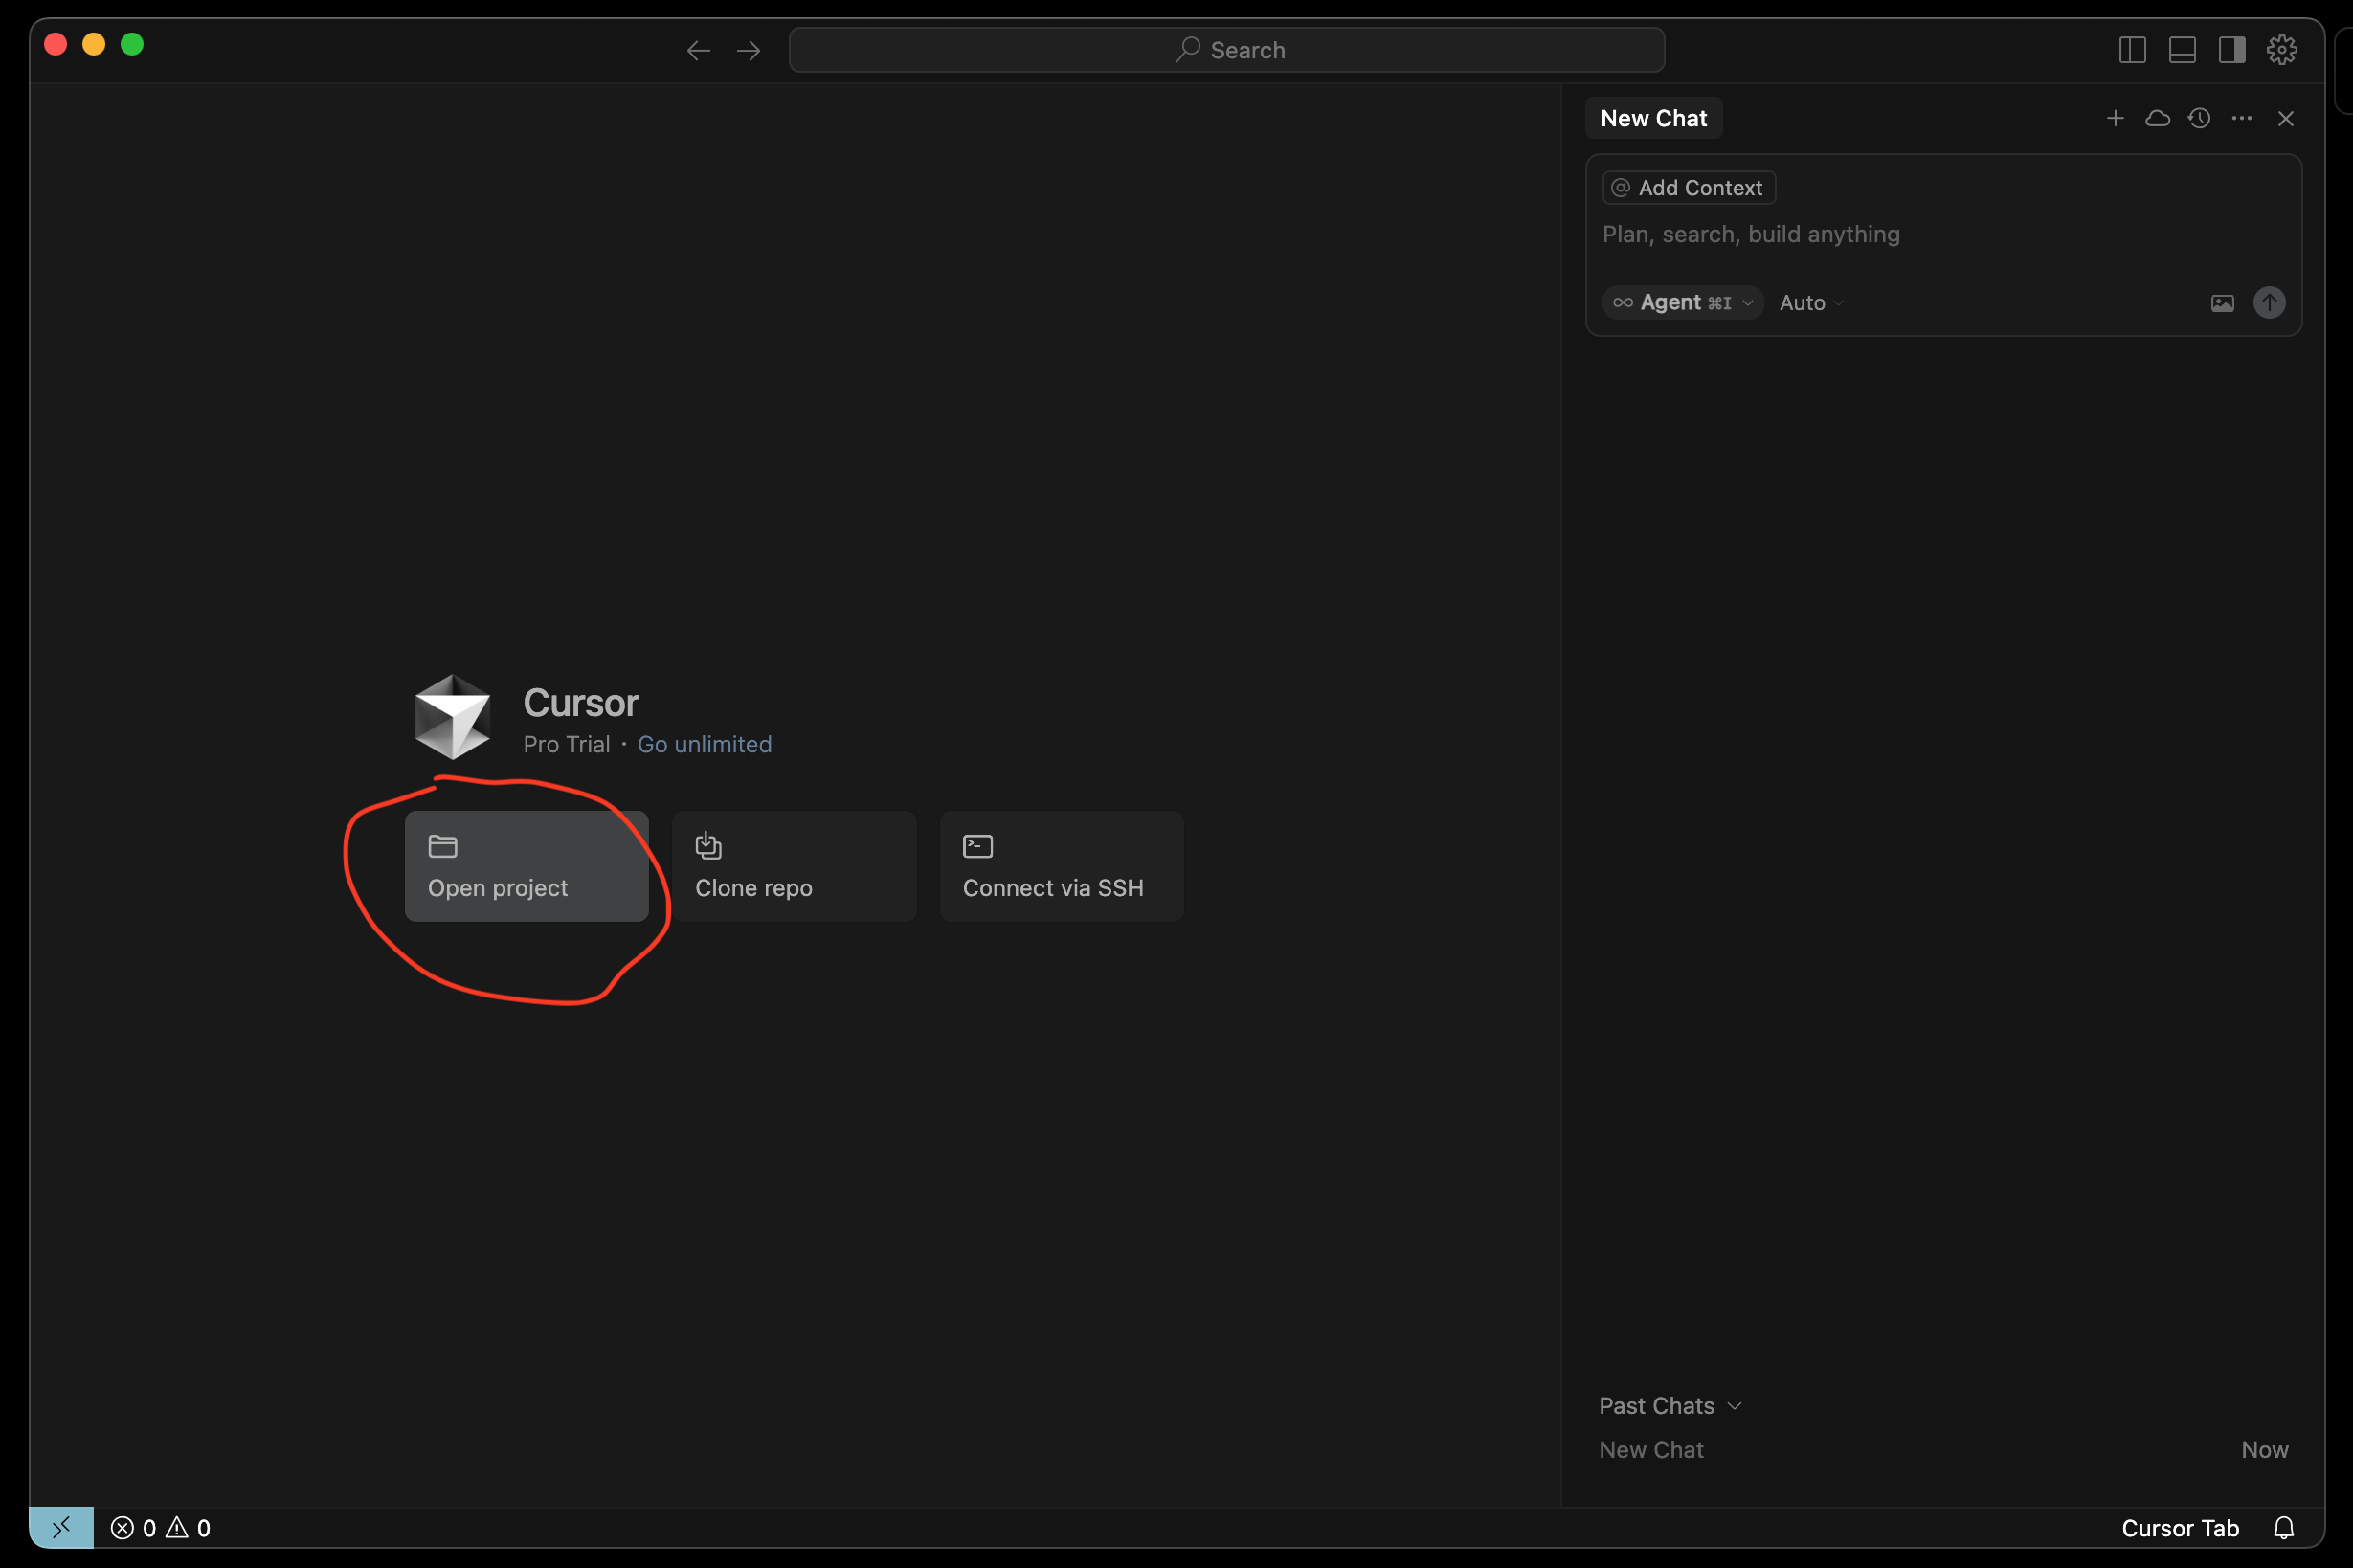 Search
New Chat
@ Add Context
Plan, search, build anything
Agent ⌘I Auto
Cursor
Pro Trial · Go unlimited
Open project
Clone repo
Connect via SSH
Past Chats
New Chat Now
0 0
Cursor Tab